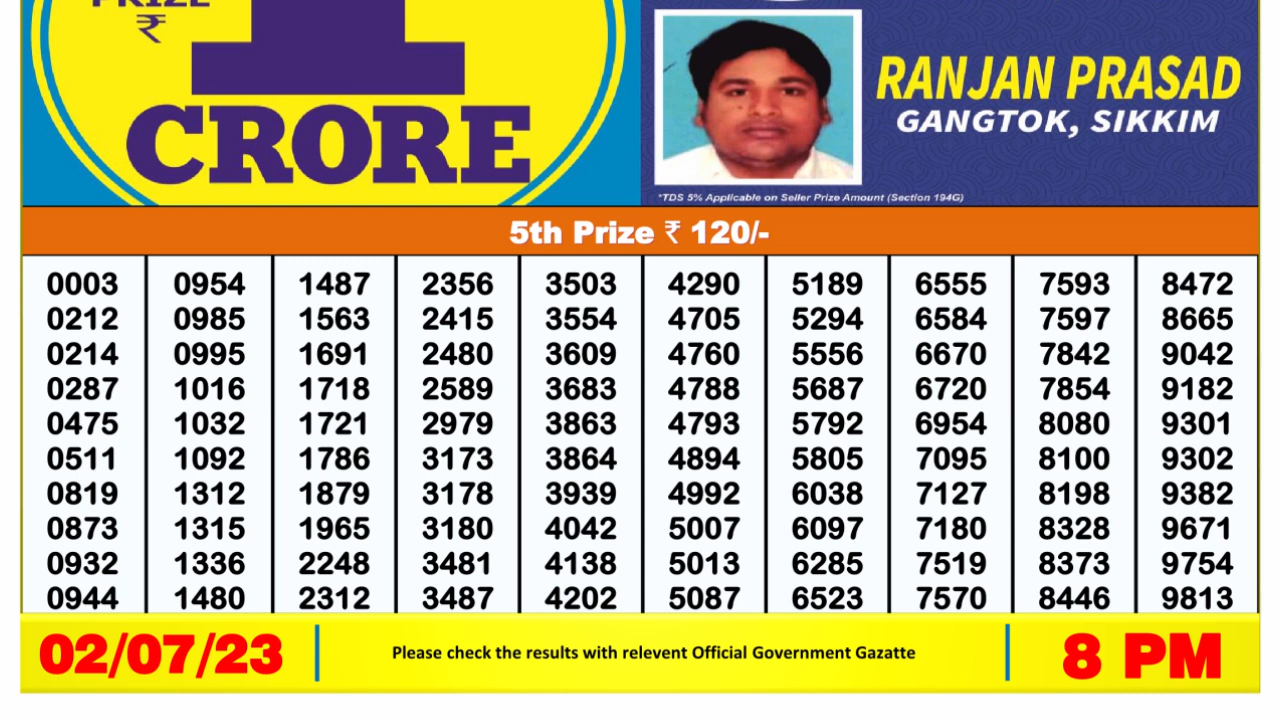 PRIZE
₹
1
CRORE
RANJAN PRASAD
GANGTOK, SIKKIM
*TDS 5% Applicable on Seller Prize Amount (Section 194G)
5th Prize ₹ 120/-
0003 0954 1487 2356 3503 4290 5189 6555 7593 8472
0212 0985 1563 2415 3554 4705 5294 6584 7597 8665
0214 0995 1691 2480 3609 4760 5556 6670 7842 9042
0287 1016 1718 2589 3683 4788 5687 6720 7854 9182
0475 1032 1721 2979 3863 4793 5792 6954 8080 9301
0511 1092 1786 3173 3864 4894 5805 7095 8100 9302
0819 1312 1879 3178 3939 4992 6038 7127 8198 9382
0873 1315 1965 3180 4042 5007 6097 7180 8328 9671
0932 1336 2248 3481 4138 5013 6285 7519 8373 9754
0944 1480 2312 3487 4202 5087 6523 7570 8446 9813
02/07/23 Please check the results with relevent Official Government Gazatte 8 PM